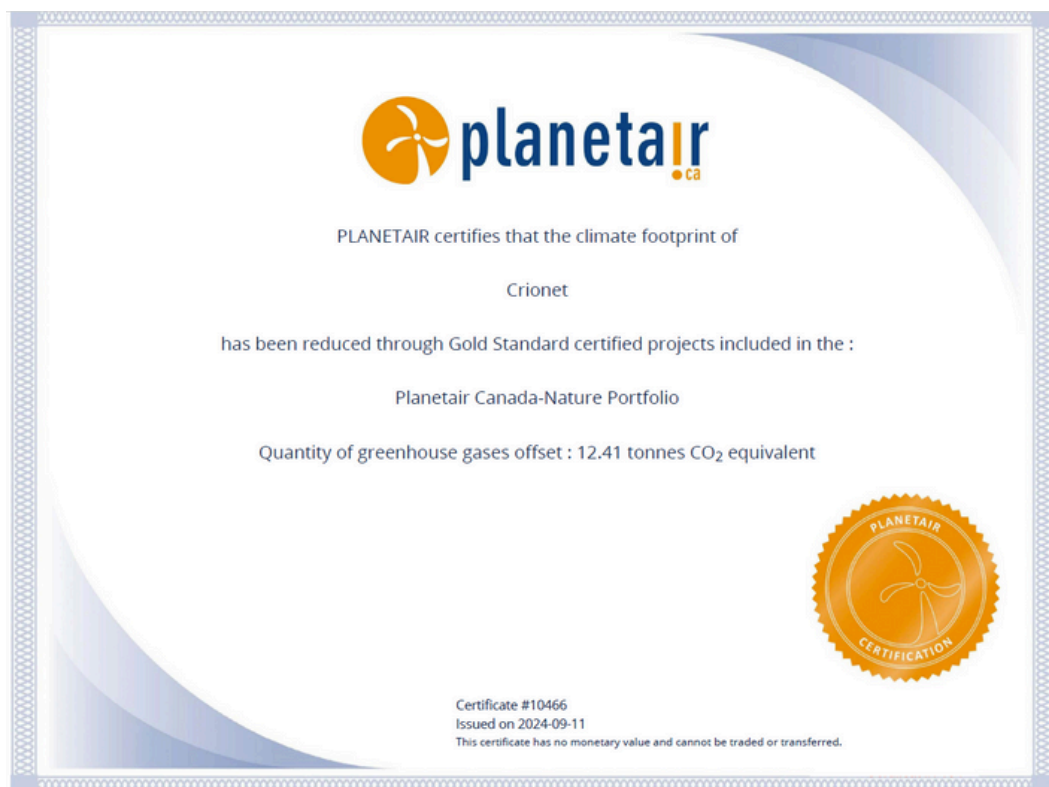 planetair
.ca
PLANETAIR certifies that the climate footprint of
Crionet
has been reduced through Gold Standard certified projects included in the :
Planetair Canada-Nature Portfolio
Quantity of greenhouse gases offset : 12.41 tonnes CO₂ equivalent
PLANETAIR
CERTIFICATION
Certificate #10466
Issued on 2024-09-11
This certificate has no monetary value and cannot be traded or transferred.